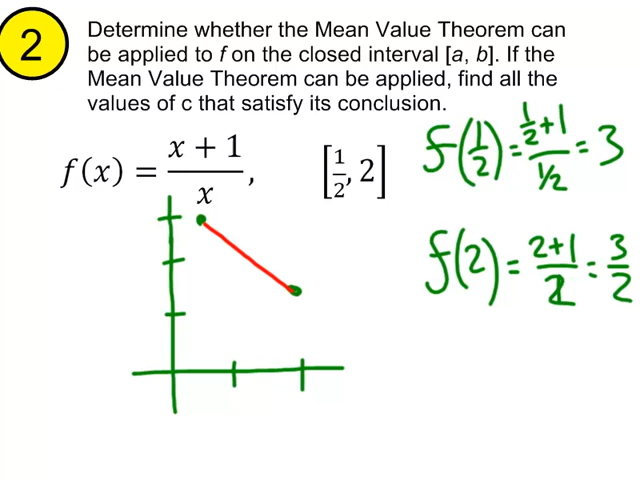 2
Determine whether the Mean Value Theorem can
be applied to f on the closed interval [a, b]. If the
Mean Value Theorem can be applied, find all the
values of c that satisfy its conclusion.
f(x) = (x + 1)/x, [1/2, 2]
f(1/2) = (1/2+1)/(1/2) = 3
f(2) = (2+1)/2 = 3/2